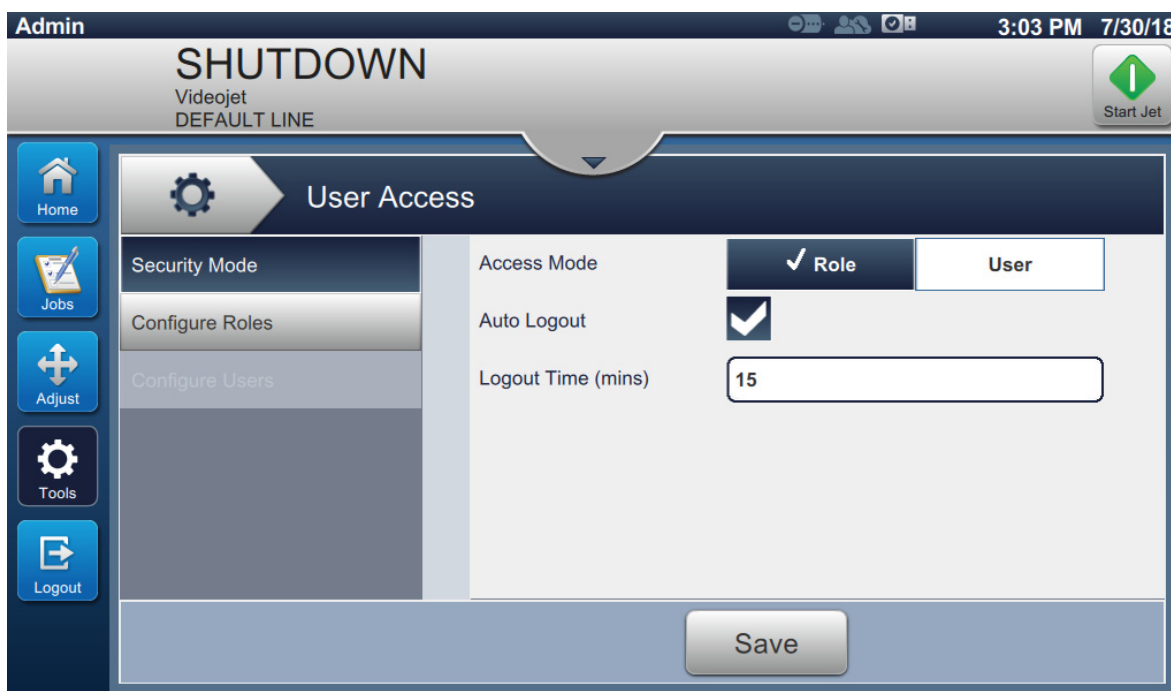 Admin
3:03 PM 7/30/18
SHUTDOWN
Videojet
DEFAULT LINE
Start Jet
Home
User Access
Security Mode
Access Mode
Role
User
Jobs
Configure Roles
Auto Logout
Configure Users
Logout Time (mins)
15
Adjust
Tools
Logout
Save